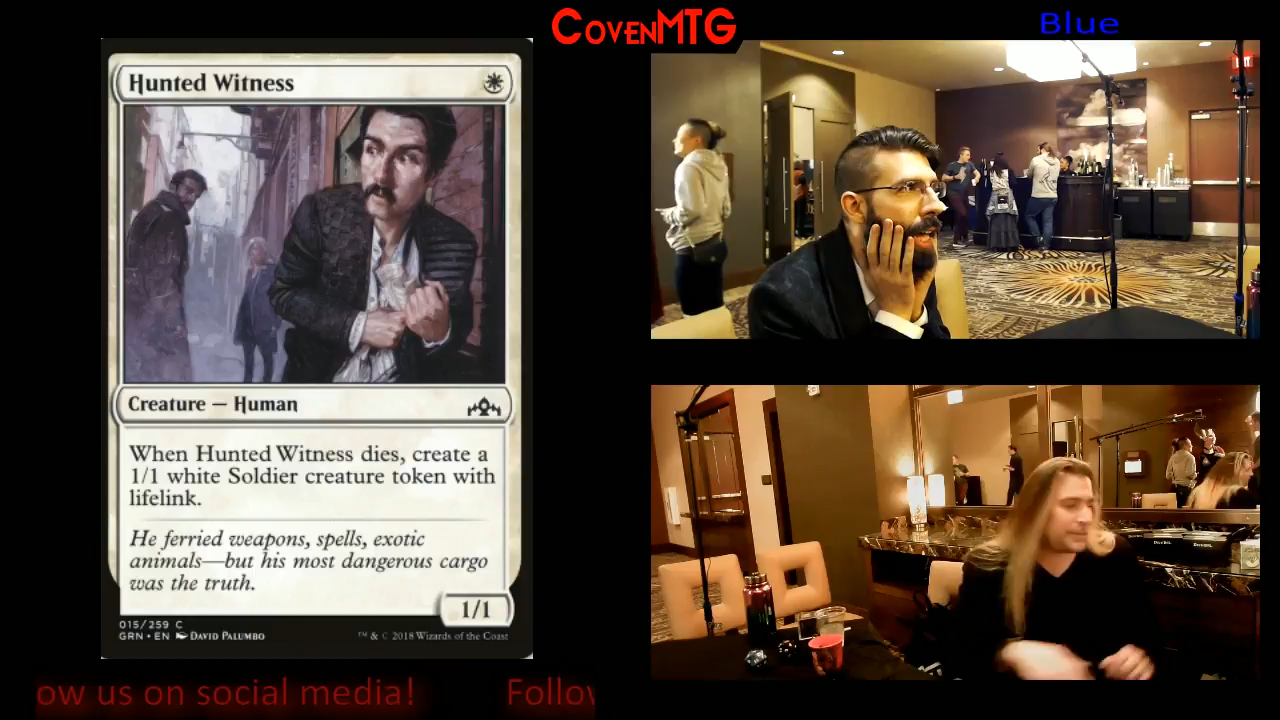 CovenMTG
Blue
Hunted Witness
Creature — Human
When Hunted Witness dies, create a
1/1 white Soldier creature token with
lifelink.
He ferried weapons, spells, exotic
animals—but his most dangerous cargo
was the truth.
1/1
015/259 C
GRN • EN DAVID PALUMBO
™ & © 2018 Wizards of the Coast
ow us on social media! Follow
EXIT